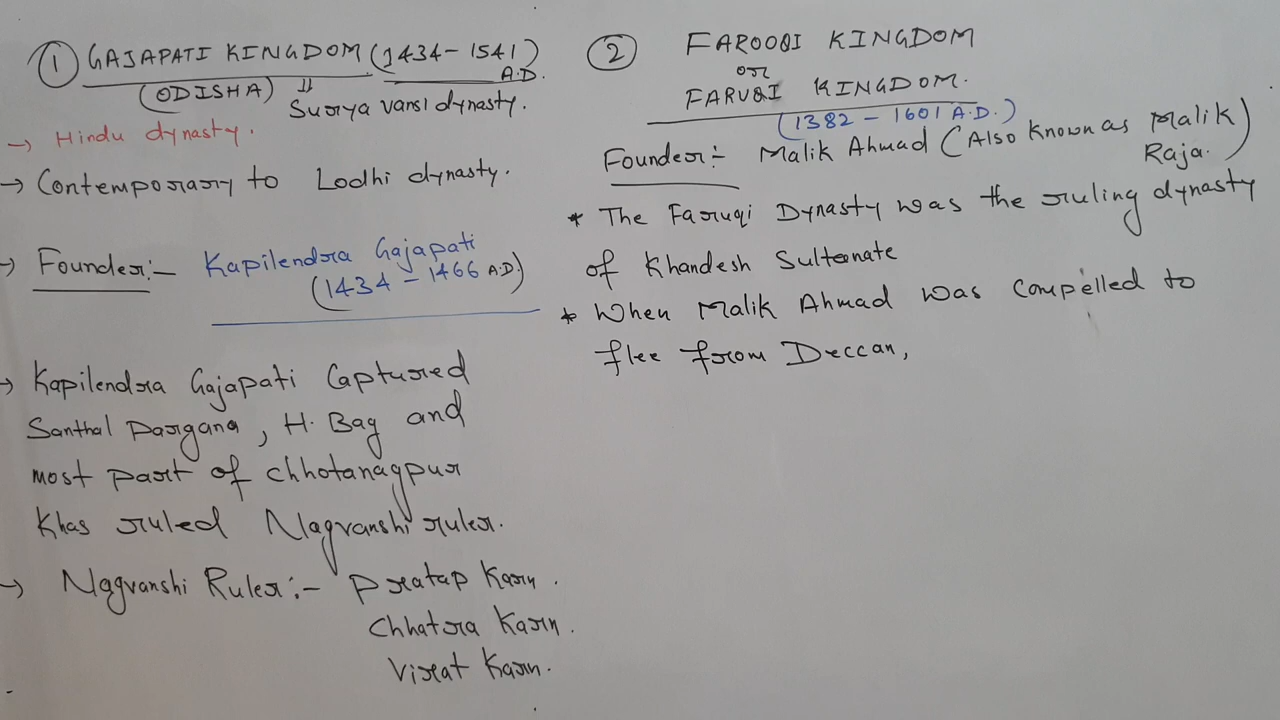 ① GAJAPATI KINGDOM (1434 - 1541) A.D.
(ODISHA)
Surya vansi dynasty.
→ Hindu dynasty.
→ Contemporary to Lodhi dynasty.
→ Founder:- Kapilendra Gajapati
(1434 - 1466 A.D.)
→ Kapilendra Gajapati Captured
Santhal Pargana, H. Bag and
most part of chhotanagpur
Khas ruled Nagvanshi ruler.
→ Nagvanshi Ruler:- Pratap Karn.
Chhatra Karn.
Virat Karn.
② FAROOQI KINGDOM
or
FARUQI KINGDOM.
(1382 - 1601 A.D.)
Founder:- Malik Ahmad (Also known as Malik
Raja.)
* The Faruqi Dynasty was the ruling dynasty
of Khandesh Sultanate
* When Malik Ahmad was compelled to
flee from Deccan,